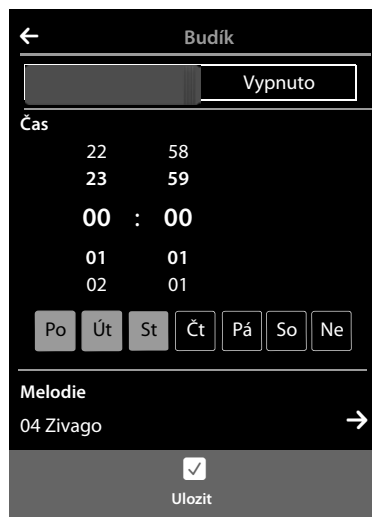 Budík
Vypnuto
Čas
22 58
23 59
00 : 00
01 01
02 01
Po Út St Čt Pá So Ne
Melodie
04 Zivago
Ulozit